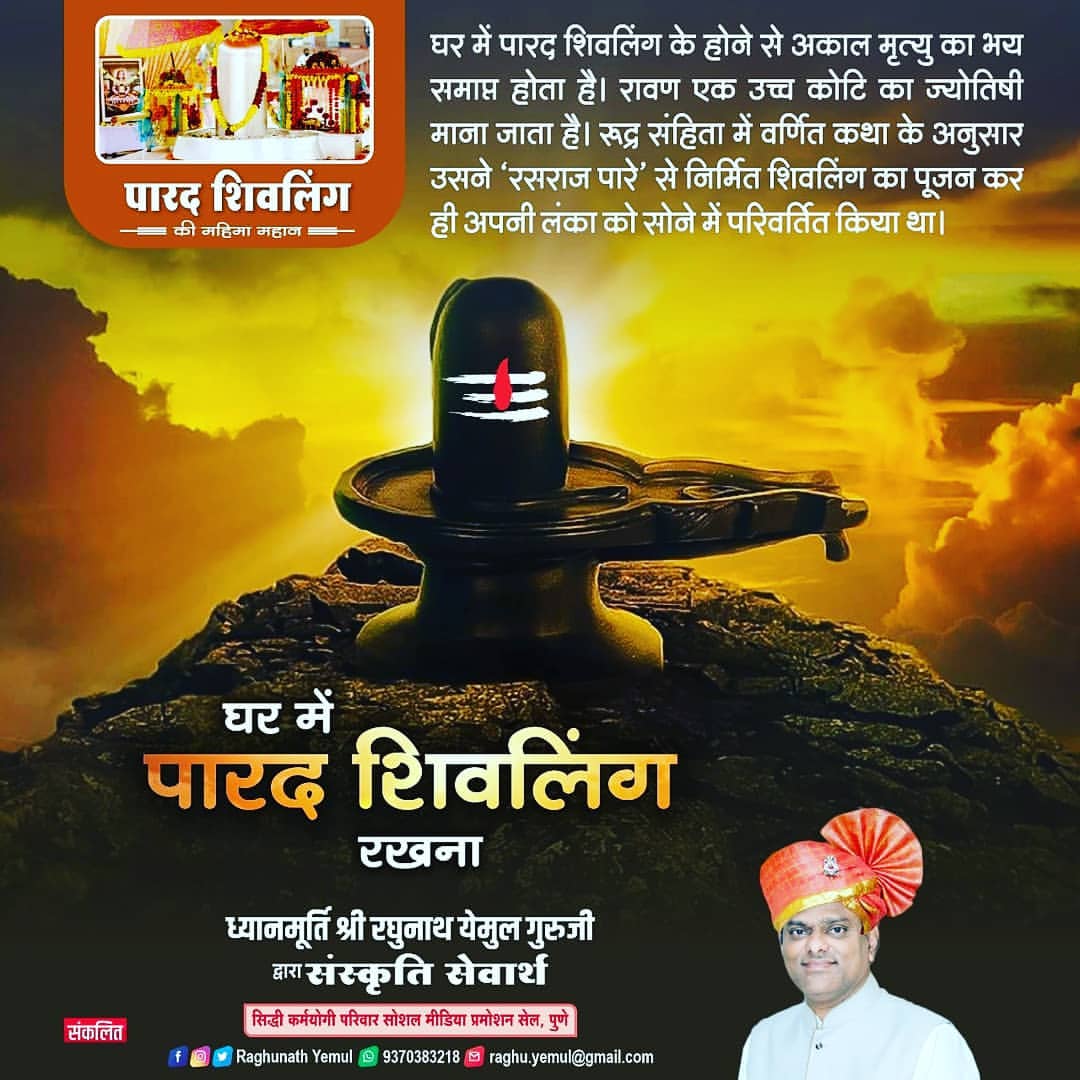 पारद शिवलिंग
की महिमा महान
घर में पारद शिवलिंग के होने से अकाल मृत्यु का भय
समाप्त होता है। रावण एक उच्च कोटि का ज्योतिषी
माना जाता है। रूद्र संहिता में वर्णित कथा के अनुसार
उसने ‘रसराज पारे’ से निर्मित शिवलिंग का पूजन कर
ही अपनी लंका को सोने में परिवर्तित किया था।
घर में
पारद शिवलिंग
रखना
ध्यानमूर्ति श्री रघुनाथ येमुल गुरुजी
द्वारा संस्कृति सेवार्थ
सिद्धी कर्मयोगी परिवार सोशल मीडिया प्रमोशन सेल, पुणे
संकलित
Raghunath Yemul 9370383218 raghu.yemul@gmail.com